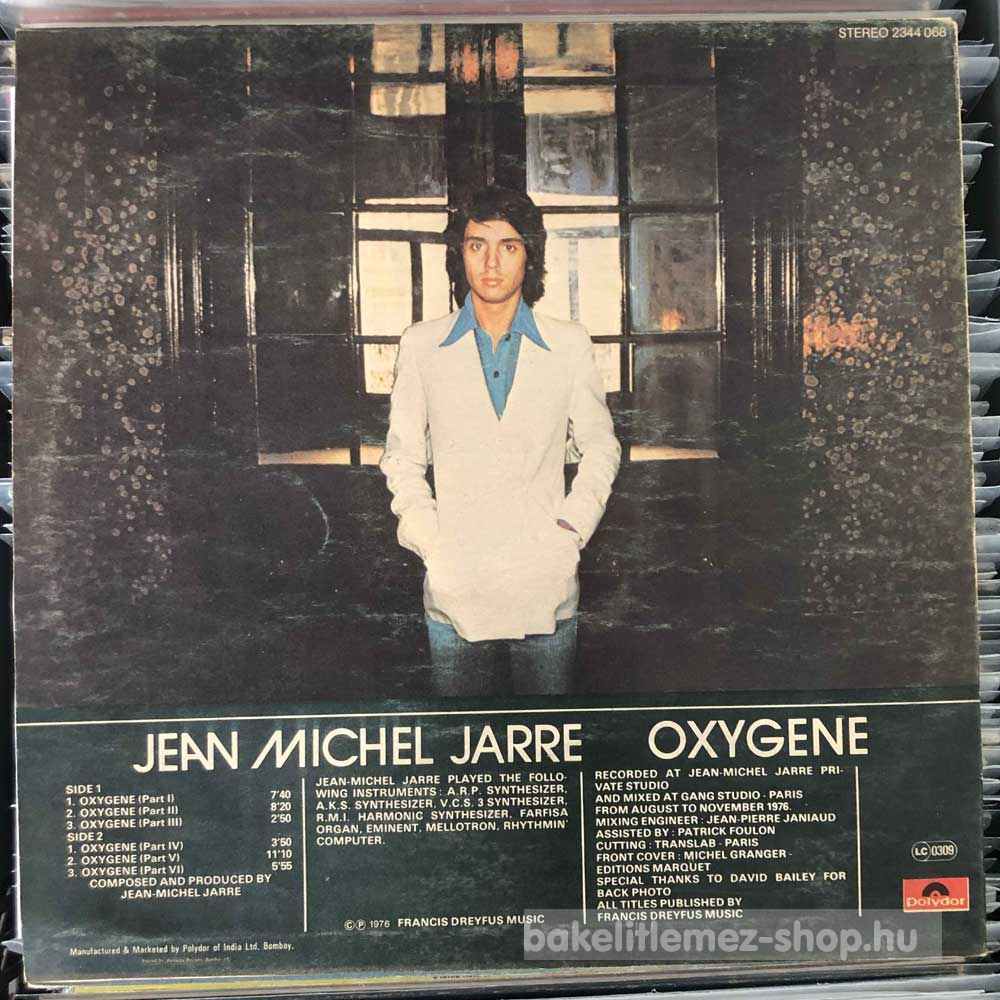 STEREO 2344 068
JEAN MICHEL JARRE OXYGENE
SIDE 1
1. OXYGENE (Part I) 7'40
2. OXYGENE (Part II) 8'20
3. OXYGENE (Part III) 2'50
SIDE 2
1. OXYGENE (Part IV) 3'50
2. OXYGENE (Part V) 11'10
3. OXYGENE (Part VI) 5'55
COMPOSED AND PRODUCED BY
JEAN-MICHEL JARRE
JEAN-MICHEL JARRE PLAYED THE FOLLO-
WING INSTRUMENTS : A.R.P. SYNTHESIZER,
A.K.S. SYNTHESIZER, V.C.S. 3 SYNTHESIZER,
R.M.I. HARMONIC SYNTHESIZER, FARFISA
ORGAN, EMINENT, MELLOTRON, RHYTHMIN'
COMPUTER.
© ℗ 1976 FRANCIS DREYFUS MUSIC
RECORDED AT JEAN-MICHEL JARRE PRI-
VATE STUDIO
AND MIXED AT GANG STUDIO - PARIS
FROM AUGUST TO NOVEMBER 1976.
MIXING ENGINEER : JEAN-PIERRE JANIAUD
ASSISTED BY : PATRICK FOULON
CUTTING : TRANSLAB - PARIS
FRONT COVER : MICHEL GRANGER -
EDITIONS MARQUET
SPECIAL THANKS TO DAVID BAILEY FOR
BACK PHOTO
ALL TITLES PUBLISHED BY
FRANCIS DREYFUS MUSIC
LC 0309
Polydor
Manufactured & Marketed by Polydor of India Ltd. Bombay.
bakelitlemez-shop.hu